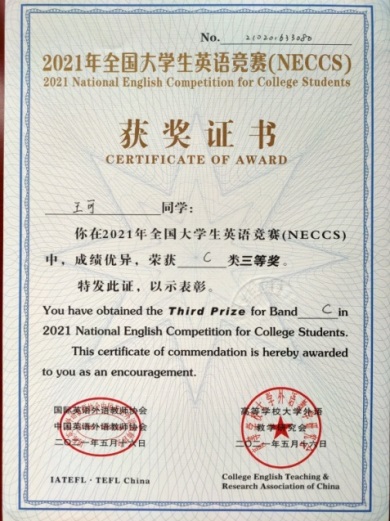 No. 210201633080
2021年全国大学生英语竞赛(NECCS)
2021 National English Competition for College Students
获奖证书
CERTIFICATE OF AWARD
王可 同学:
你在2021年全国大学生英语竞赛(NECCS)
中,成绩优异,荣获 C 类三等奖。
特发此证,以示表彰。
You have obtained the Third Prize for Band C in
2021 National English Competition for College Students.
This certificate of commendation is hereby awarded
to you as an encouragement.
国际英语外语教师协会
中国英语外语教师协会
二〇二一年五月十六日
IATEFL·TEFL China
高等学校大学外语
教学研究会
二〇二一年五月十六日
College English Teaching &
Research Association of China